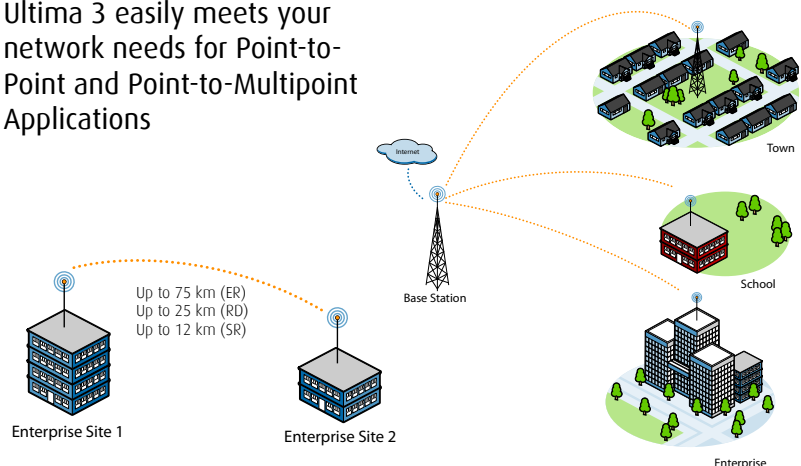 Ultima 3 easily meets your
network needs for Point-to-
Point and Point-to-Multipoint
Applications
Internet
Town
Base Station
School
Up to 75 km (ER)
Up to 25 km (RD)
Up to 12 km (SR)
Enterprise Site 1
Enterprise Site 2
Enterprise